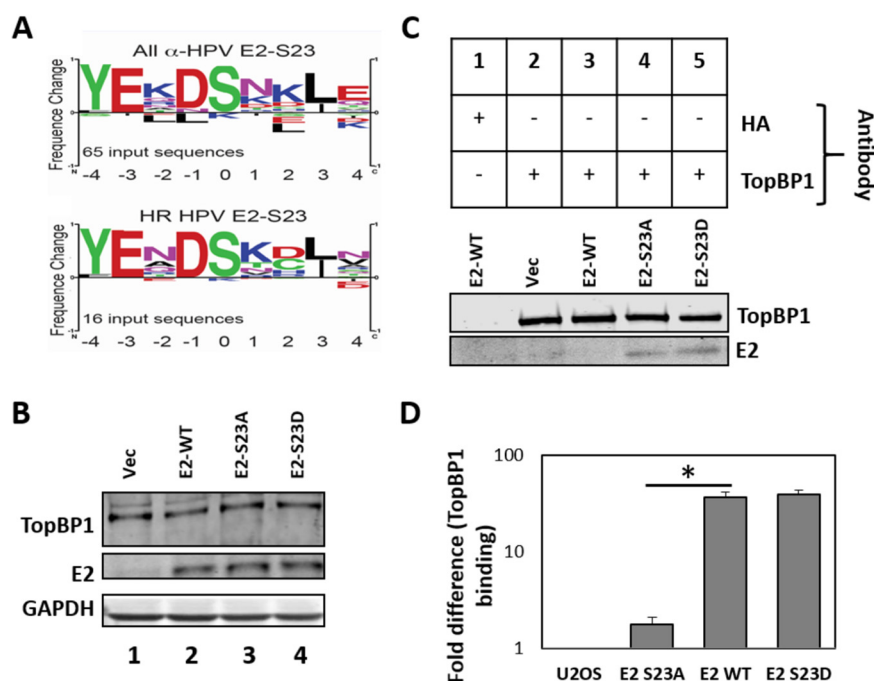 A
All α-HPV E2-S23
Frequence Change
YEKDSNKLE
65 input sequences
-4 -3 -2 -1 0 1 2 3 4
HR HPV E2-S23
Frequence Change
YENDSKDLN
16 input sequences
-4 -3 -2 -1 0 1 2 3 4
B
Vec E2-WT E2-S23A E2-S23D
TopBP1
E2
GAPDH
1 2 3 4
C
1 2 3 4 5
+ - - - - HA
- + + + + TopBP1
Antibody
E2-WT Vec E2-WT E2-S23A E2-S23D
TopBP1
E2
D
Fold difference (TopBP1
binding)
100
10
1
*
U2OS E2 S23A E2 WT E2 S23D